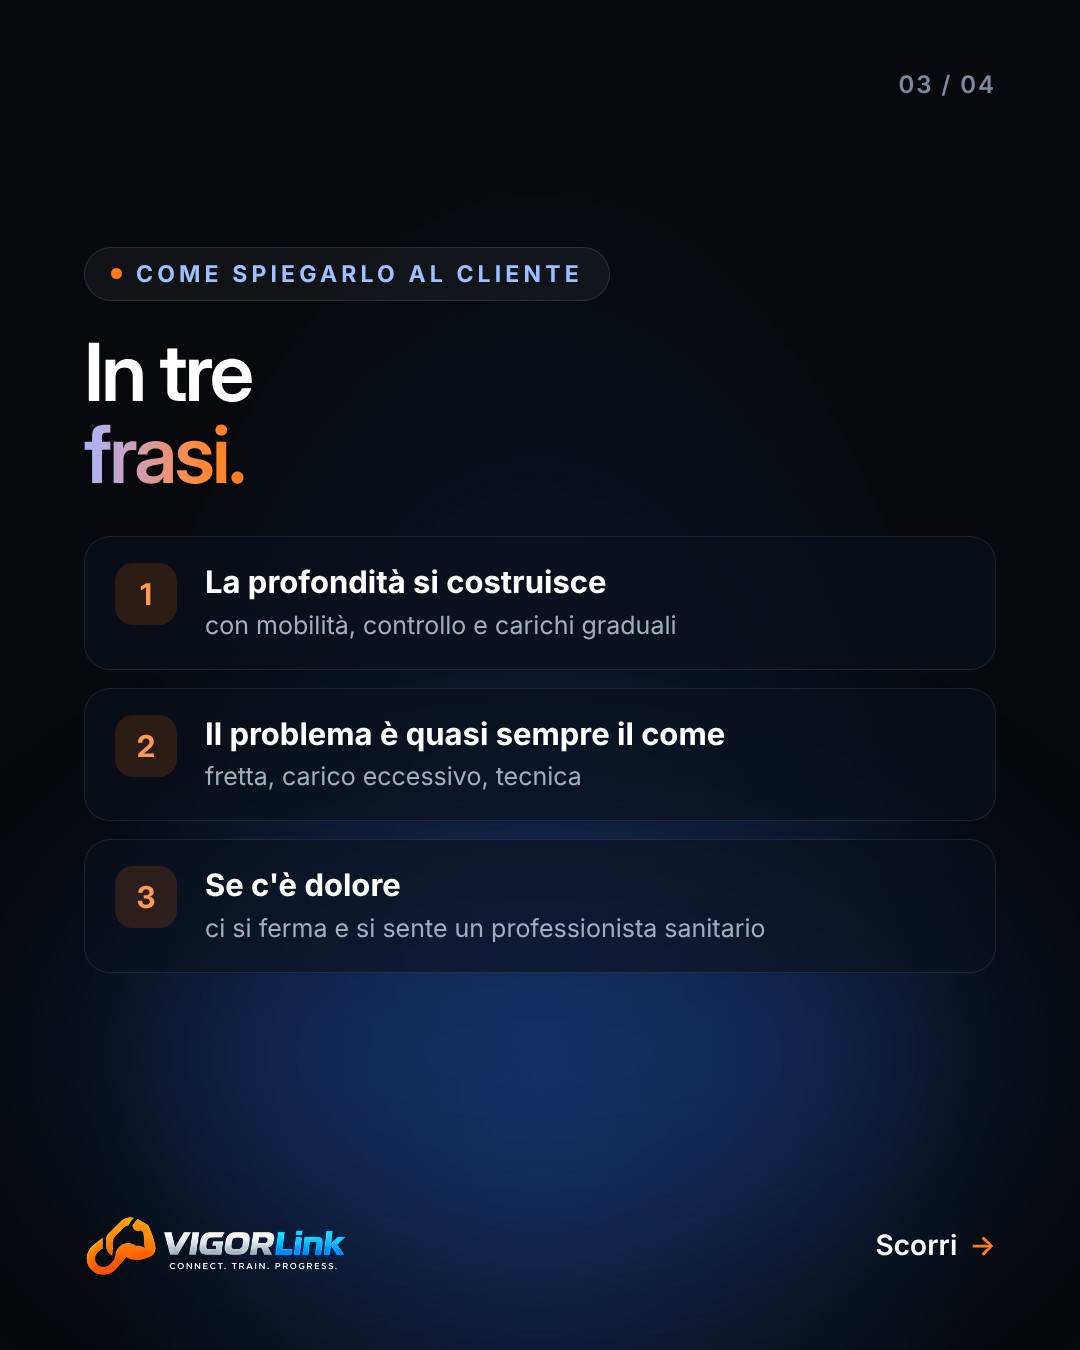 03 / 04
COME SPIEGARLO AL CLIENTE
In tre
frasi.
1
La profondità si costruisce
con mobilità, controllo e carichi graduali
2
Il problema è quasi sempre il come
fretta, carico eccessivo, tecnica
3
Se c'è dolore
ci si ferma e si sente un professionista sanitario
VIGORLink
CONNECT. TRAIN. PROGRESS.
Scorri →